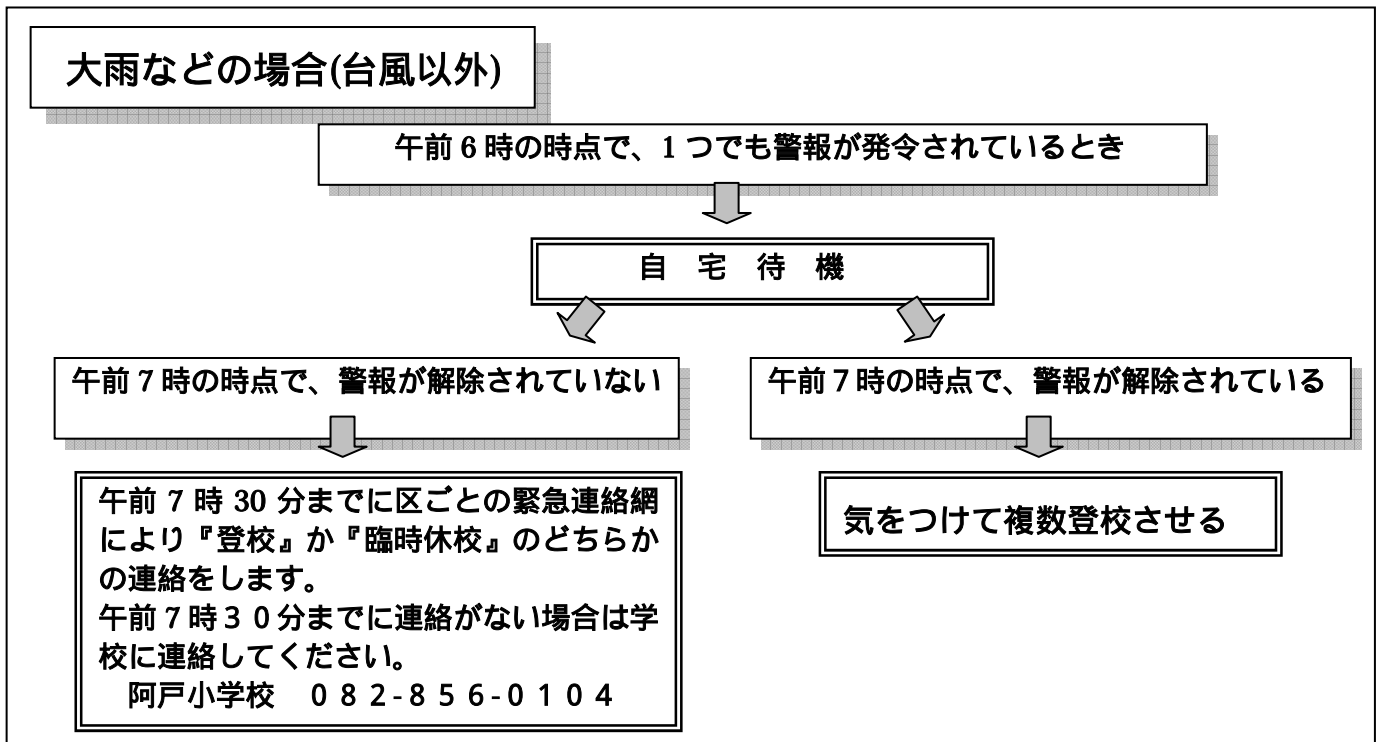 大雨などの場合(台風以外)
午前6時の時点で、1つでも警報が発令されているとき
自 宅 待 機
午前7時の時点で、警報が解除されていない
午前7時の時点で、警報が解除されている
午前7時30分までに区ごとの緊急連絡網
により『登校』か『臨時休校』のどちらか
の連絡をします。
午前7時30分までに連絡がない場合は学
校に連絡してください。
阿戸小学校 082-856-0104
気をつけて複数登校させる